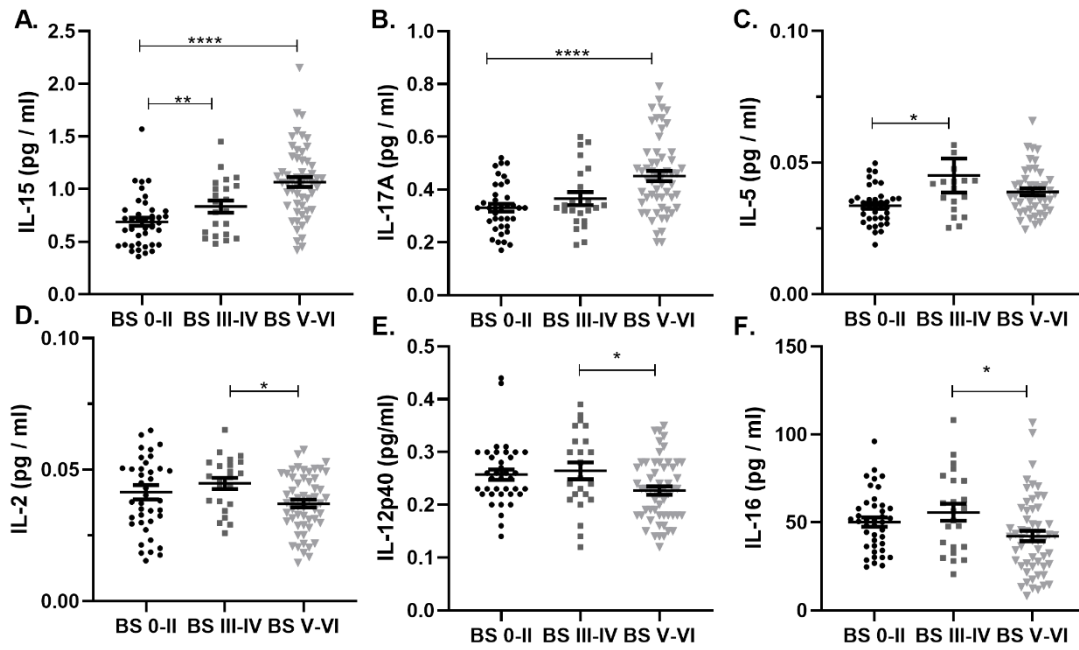 A.
IL-15 (pg / ml)
2.5
2.0
1.5
1.0
0.5
0.0
****
**
BS 0-II BS III-IV BS V-VI
B.
IL-17A (pg / ml)
1.0
0.8
0.6
0.4
0.2
0.0
****
BS 0-II BS III-IV BS V-VI
C.
IL-5 (pg / ml)
0.10
0.05
0.00
*
BS 0-II BS III-IV BS V-VI
D.
IL-2 (pg / ml)
0.10
0.05
0.00
*
BS 0-II BS III-IV BS V-VI
E.
IL-12p40 (pg/ml)
0.5
0.4
0.3
0.2
0.1
0.0
*
BS 0-II BS III-IV BS V-VI
F.
IL-16 (pg / ml)
150
100
50
0
*
BS 0-II BS III-IV BS V-VI